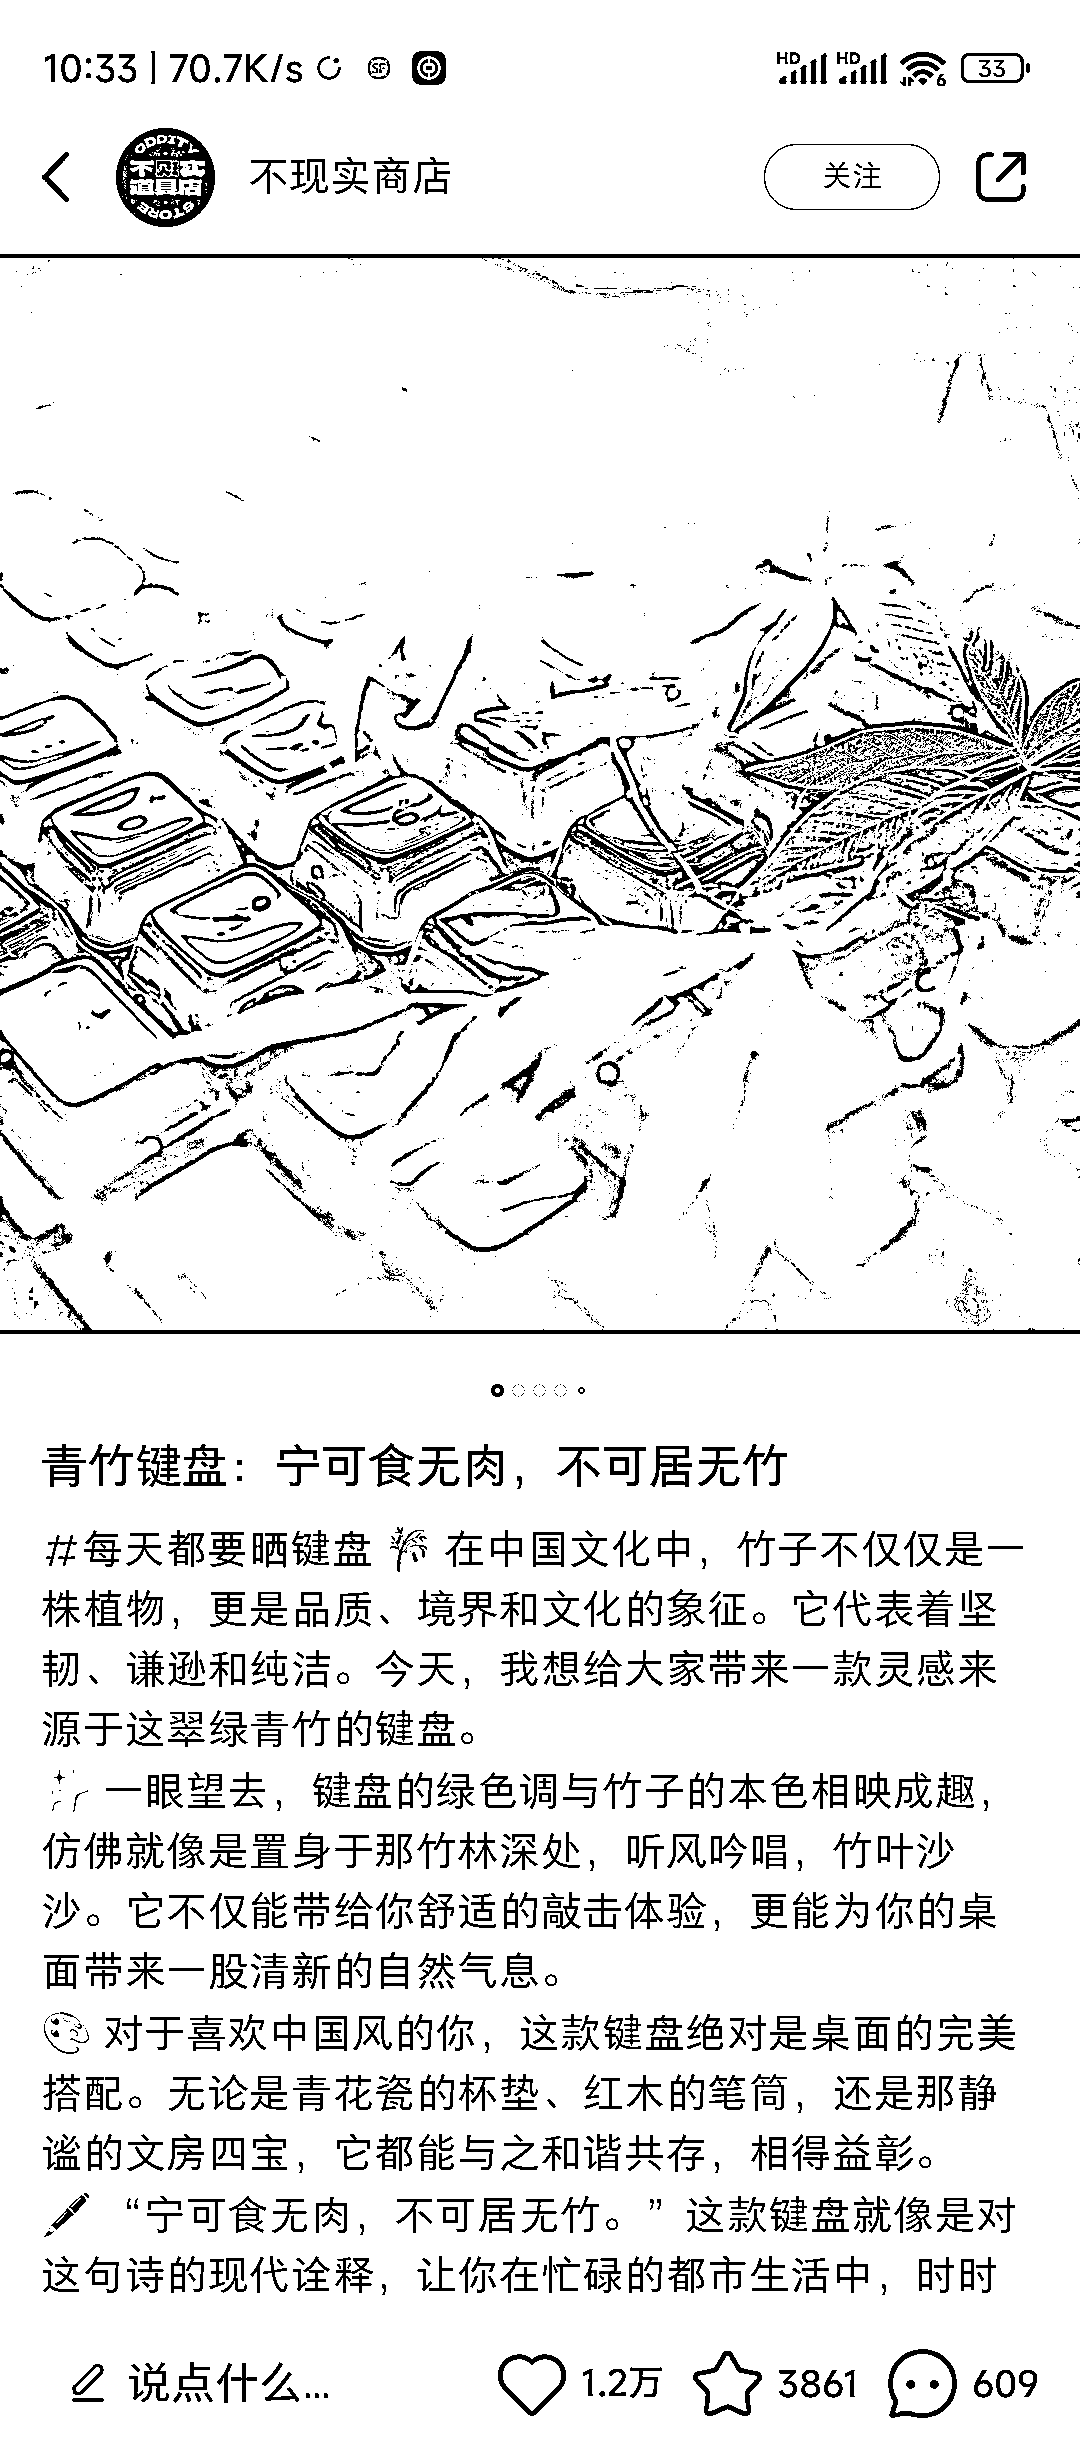 10:33 | 70.7K/s
HD HD 6 33
ODDITY
道具店
STORE
不现实商店
关注
青竹键盘：宁可食无肉，不可居无竹
#每天都要晒键盘 在中国文化中，竹子不仅仅是一
株植物，更是品质、境界和文化的象征。它代表着坚
韧、谦逊和纯洁。今天，我想给大家带来一款灵感来
源于这翠绿青竹的键盘。
一眼望去，键盘的绿色调与竹子的本色相映成趣，
仿佛就像是置身于那竹林深处，听风吟唱，竹叶沙
沙。它不仅能带给你舒适的敲击体验，更能为你的桌
面带来一股清新的自然气息。
🎨 对于喜欢中国风的你，这款键盘绝对是桌面的完美
搭配。无论是青花瓷的杯垫、红木的笔筒，还是那静
谧的文房四宝，它都能与之和谐共存，相得益彰。
“宁可食无肉，不可居无竹。”这款键盘就像是对
这句诗的现代诠释，让你在忙碌的都市生活中，时时
说点什么... 1.2万 3861 609